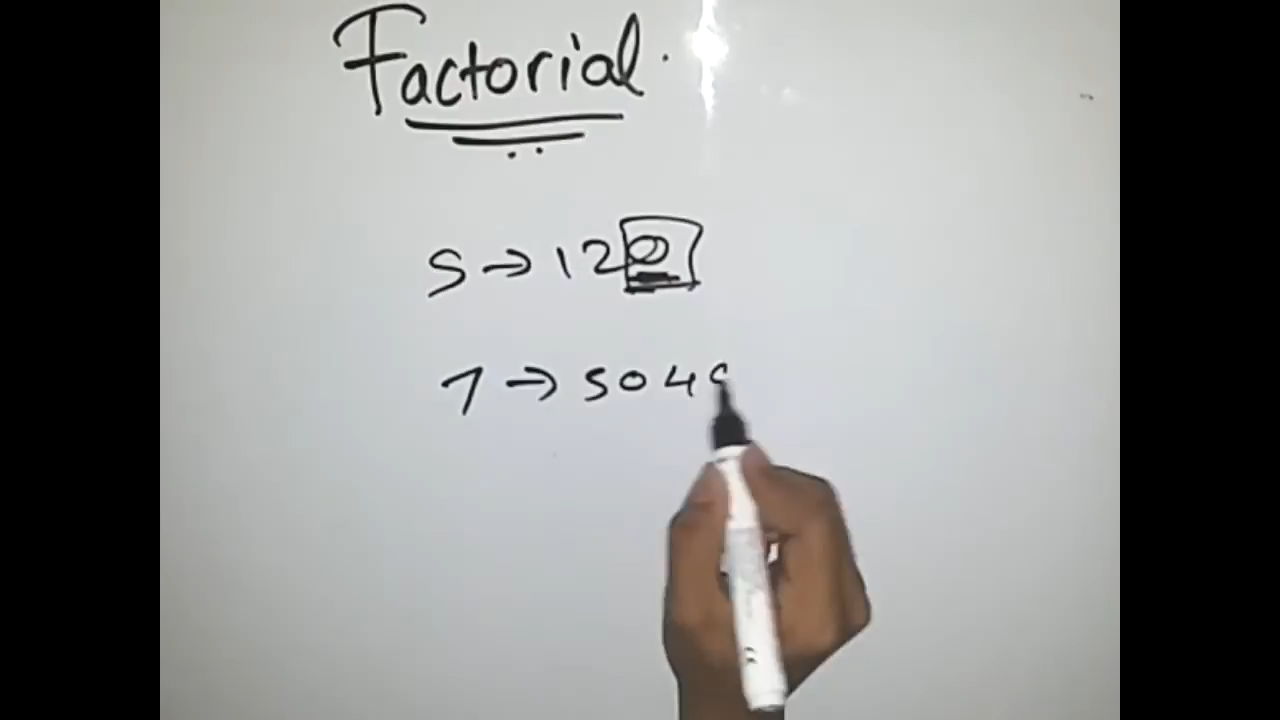 Factorial.
5 → 120
7 → 504